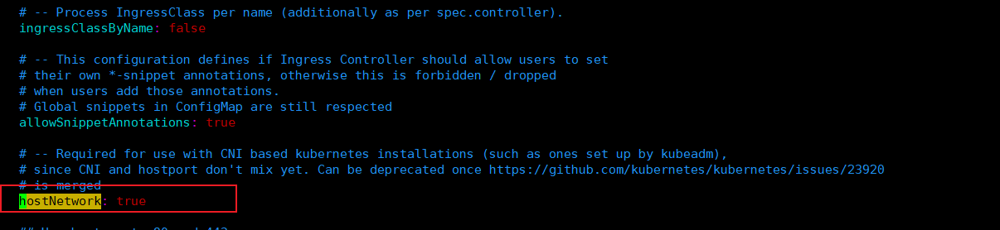 # -- Process IngressClass per name (additionally as per spec.controller).
ingressClassByName: false
# -- This configuration defines if Ingress Controller should allow users to set
# their own *-snippet annotations, otherwise this is forbidden / dropped
# when users add those annotations.
# Global snippets in ConfigMap are still respected
allowSnippetAnnotations: true
# -- Required for use with CNI based kubernetes installations (such as ones set up by kubeadm),
# since CNI and hostport don't mix yet. Can be deprecated once https://github.com/kubernetes/kubernetes/issues/23920
# is merged
hostNetwork: true